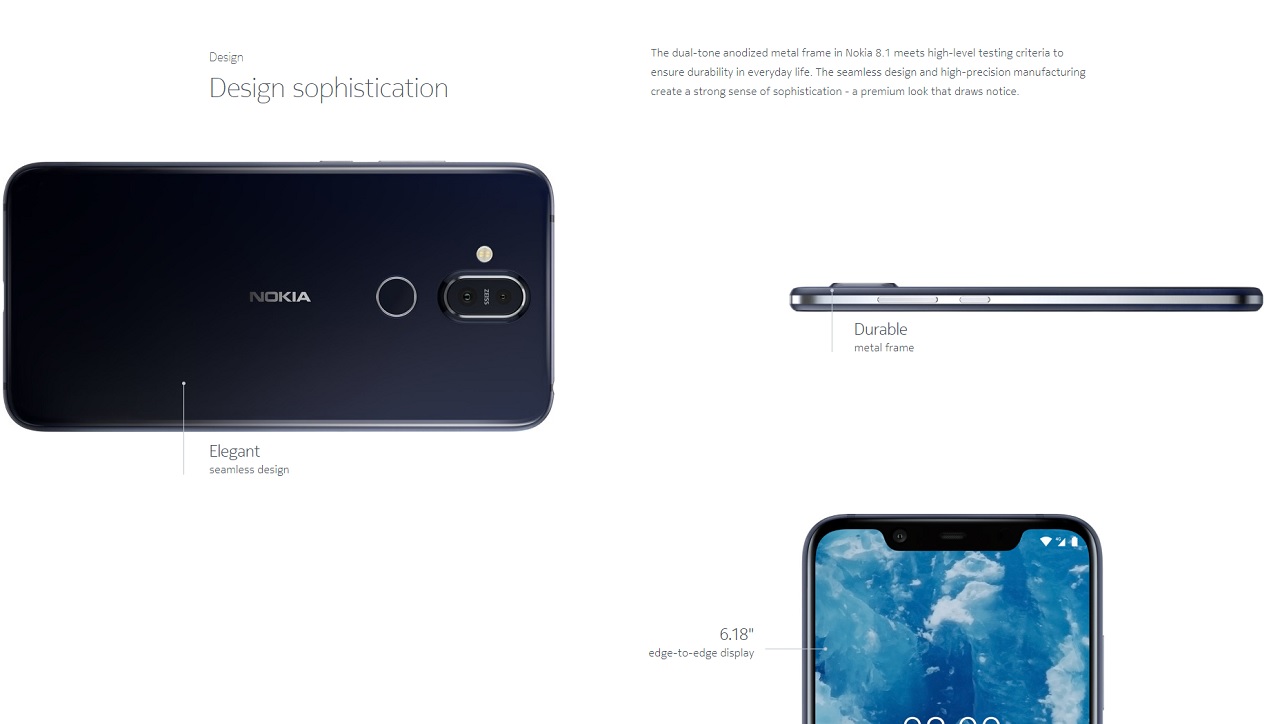 Design
Design sophistication
The dual-tone anodized metal frame in Nokia 8.1 meets high-level testing criteria to
ensure durability in everyday life. The seamless design and high-precision manufacturing
create a strong sense of sophistication - a premium look that draws notice.
NOKIA
ZEISS
Elegant
seamless design
Durable
metal frame
4G
6.18"
edge-to-edge display